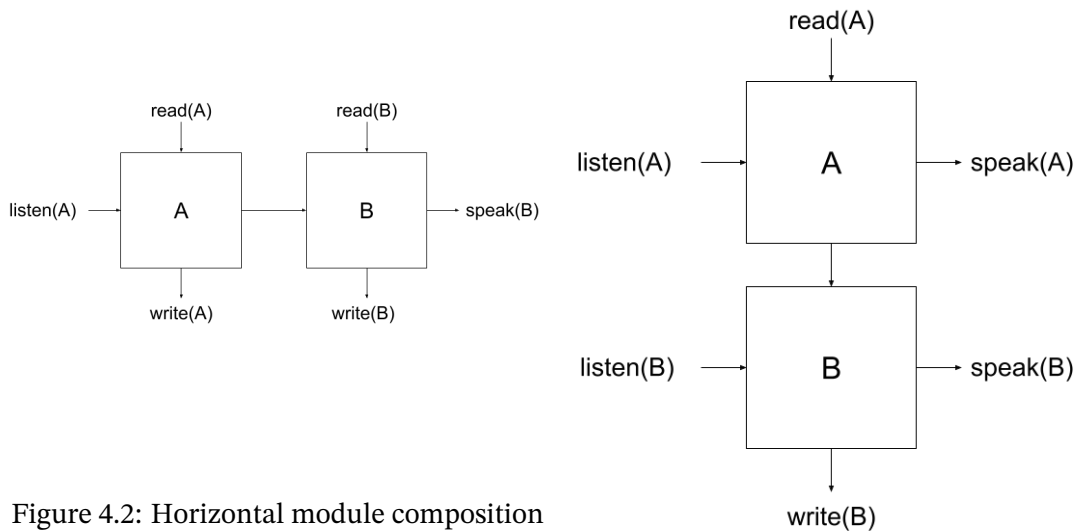 read(A) read(B)
listen(A) A B speak(B)
write(A) write(B)
Figure 4.2: Horizontal module composition
read(A)
listen(A) A speak(A)
listen(B) B speak(B)
write(B)